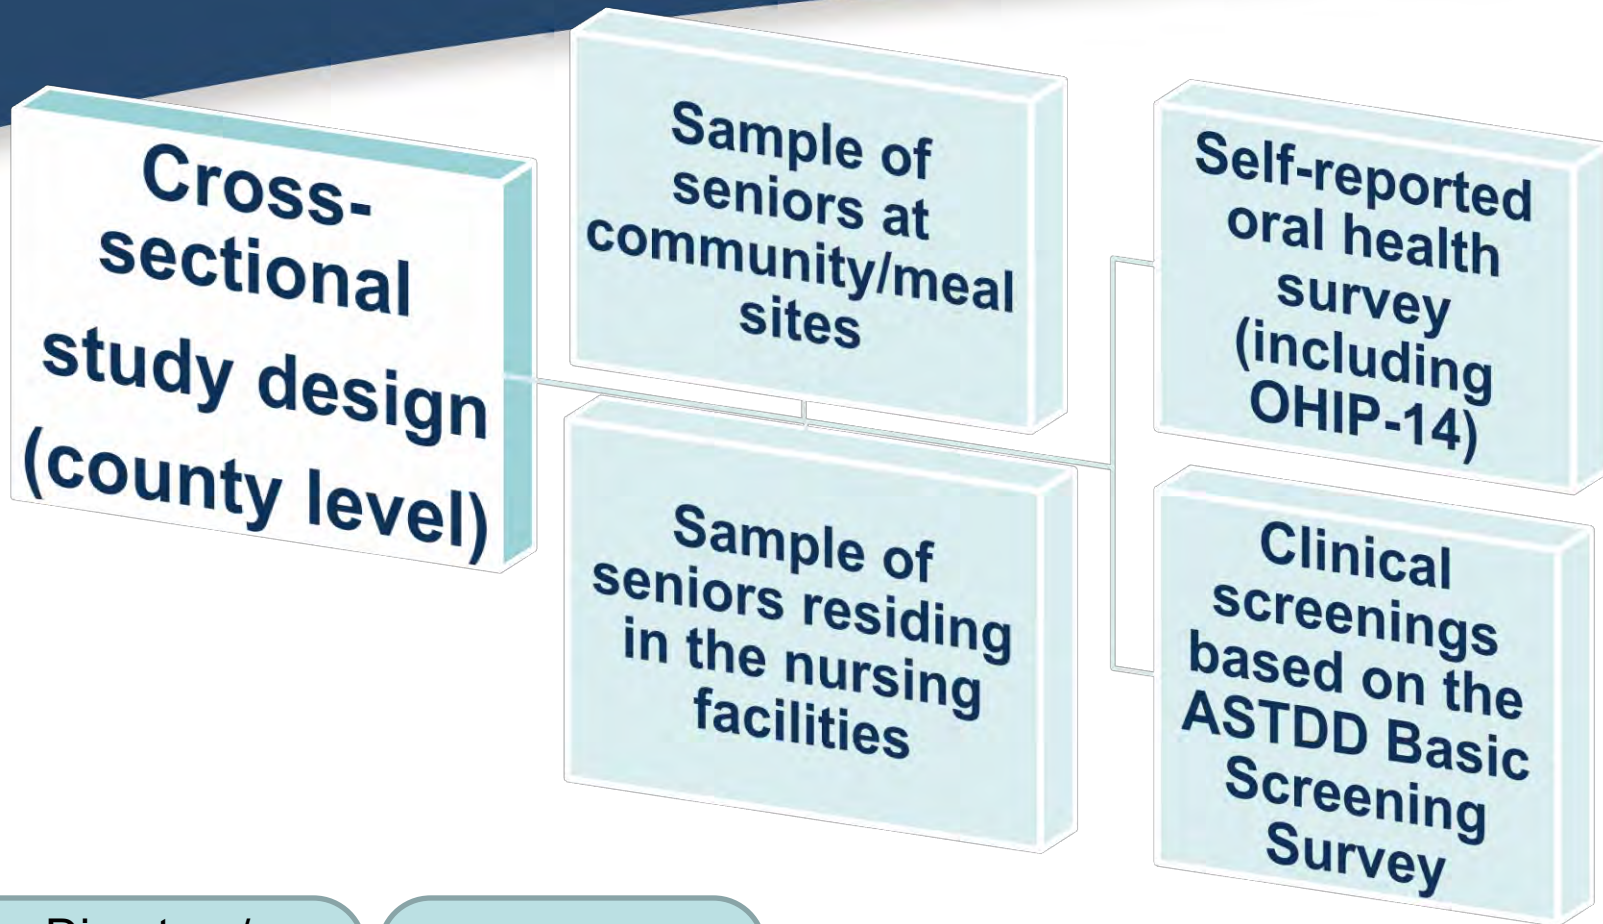 Cross-
sectional
study design
(county level)
Sample of
seniors at
community/meal
sites
Sample of
seniors residing
in the nursing
facilities
Self-reported
oral health
survey
(including
OHIP-14)
Clinical
screenings
based on the
ASTDD Basic
Screening
Survey